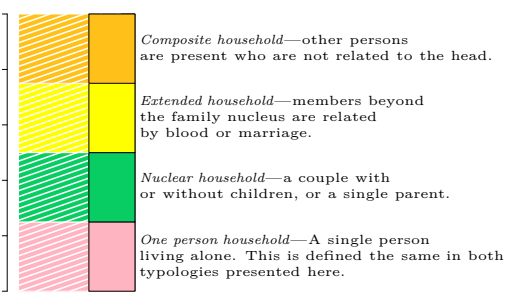 Composite household—other persons
are present who are not related to the head.
Extended household—members beyond
the family nucleus are related
by blood or marriage.
Nuclear household—a couple with
or without children, or a single parent.
One person household—A single person
living alone. This is defined the same in both
typologies presented here.